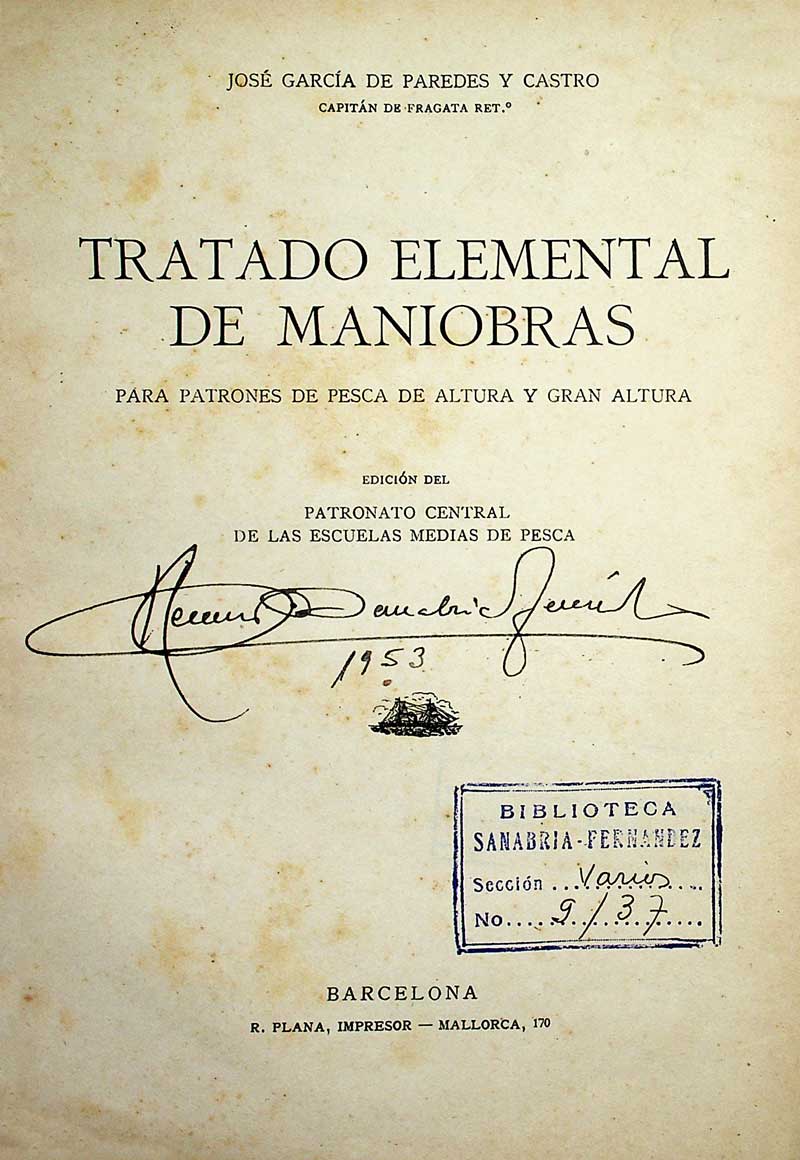 JOSÉ GARCÍA DE PAREDES Y CASTRO
CAPITÁN DE FRAGATA RET.º
TRATADO ELEMENTAL
DE MANIOBRAS
PARA PATRONES DE PESCA DE ALTURA Y GRAN ALTURA
EDICIÓN DEL
PATRONATO CENTRAL
DE LAS ESCUELAS MEDIAS DE PESCA
Sanabria
1953
BIBLIOTECA
SANABRIA-FERNANDEZ
Sección ... Varios ....
No..... 9/37 ....
BARCELONA
R. PLANA, IMPRESOR — MALLORCA, 170